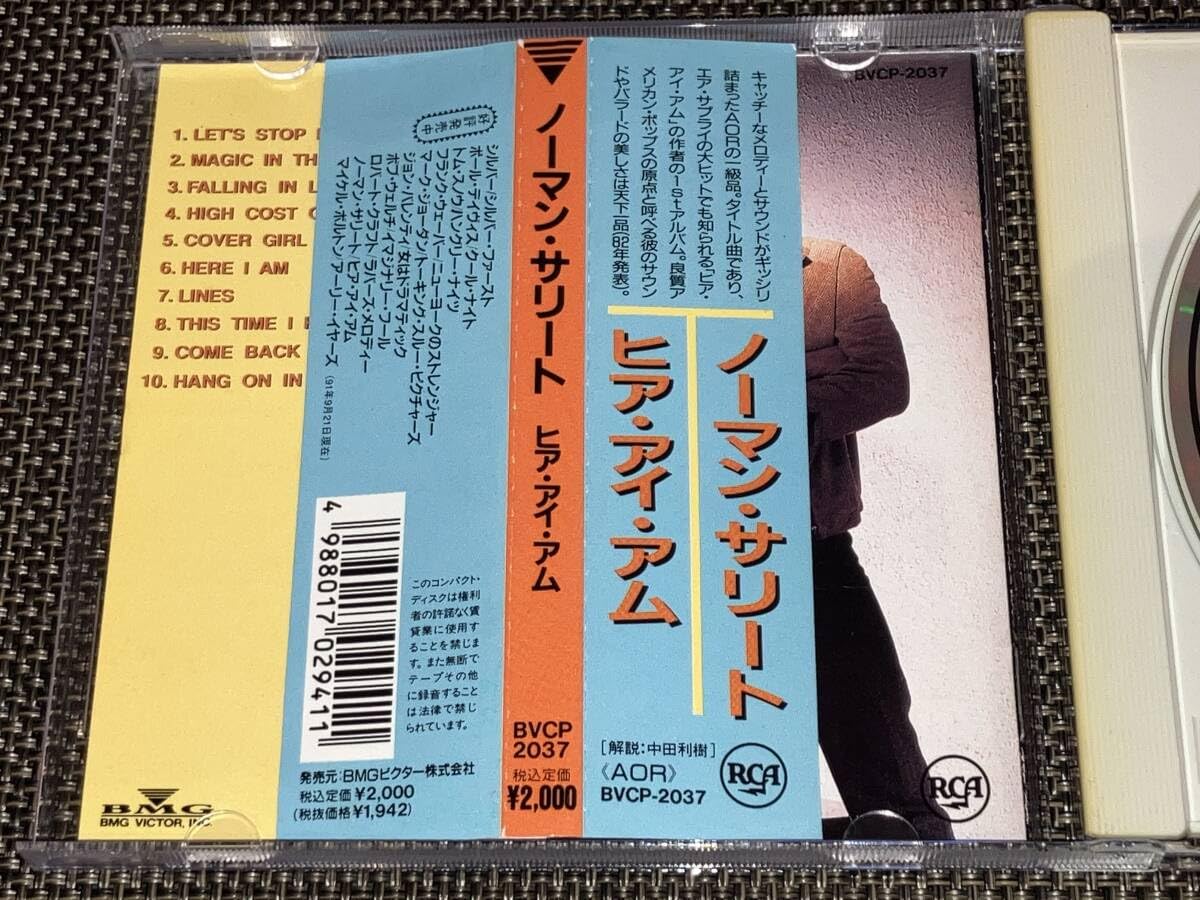 1. LET'S STOP
2. MAGIC IN TH
3. FALLING IN L
4. HIGH COST
5. COVER GIRL
6. HERE I AM
7. LINES
8. THIS TIME I
9. COME BACK
10. HANG ON IN
BMG
BMG VICTOR, INC.
好評発売中
シルバー/シルバー・ファースト
ポール・デイヴィス/クール・ナイト
トム・スノウ/ハングリー・ナイツ
フランク・ウェーバー/ニューヨークのストレンジャー
マーク・ジョーダン/トーキング・スルー・ピクチャーズ
ジョン・バレンティ/女はドラマティック
ボブ・ウェルチ/イマジナリー・フール
ロバート・クラフト/ラバーズ・メロディー
ノーマン・サリート/ヒア・アイ・アム
マイケル・ボルトン/アーリー・イヤーズ
(91年9月21日現在)
4 988017 029411
このコンパクト・
ディスクは権利
者の許諾なく賃
貸業に使用す
ることを禁じま
す。また無断で
テープその他
に録音すること
は法律で禁じ
られています。
発売元:BMGビクター株式会社
税込定価¥2,000
(税抜価格¥1,942)
ノーマン・サリート ヒア・アイ・アム
BVCP
2037
税込定価
¥2,000
キャッチーなメロディーとサウンドがギッシリ
詰まったAORの一級品。タイトル曲であり、
エア・サプライの大ヒットでも知られる「ヒア・
アイ・アム」の作者の1stアルバム。良質ア
メリカン・ポップスの原点と呼べる彼のサウン
ドやバラードの美しさは天下一品(82年発表)。
ノーマン・サリート
ヒア・アイ・アム
[解説:中田利樹]
《AOR》
BVCP-2037
RCA
BVCP-2037
RCA